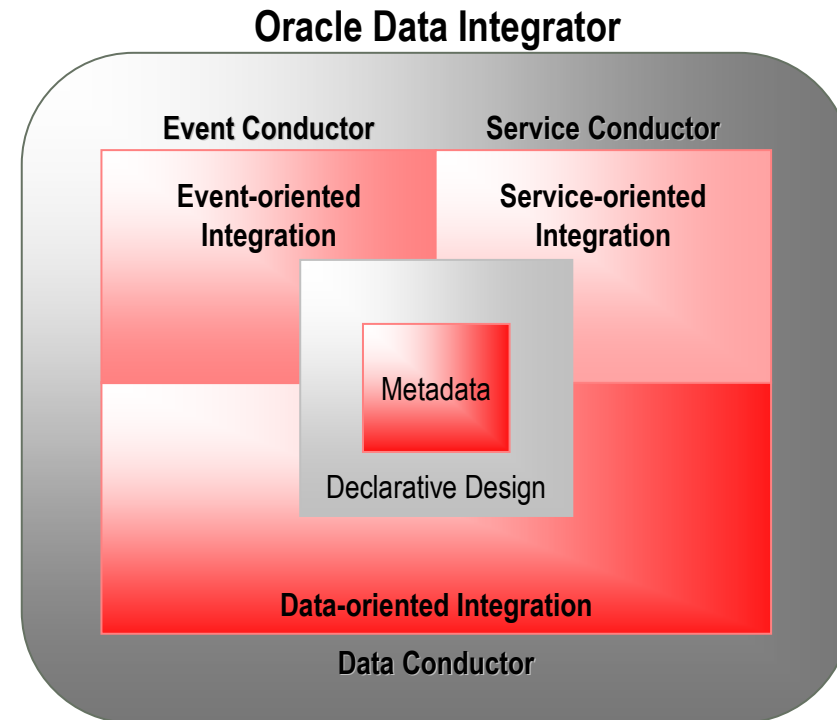 Oracle Data Integrator
Event Conductor
Service Conductor
Event-oriented
Integration
Service-oriented
Integration
Metadata
Declarative Design
Data-oriented Integration
Data Conductor